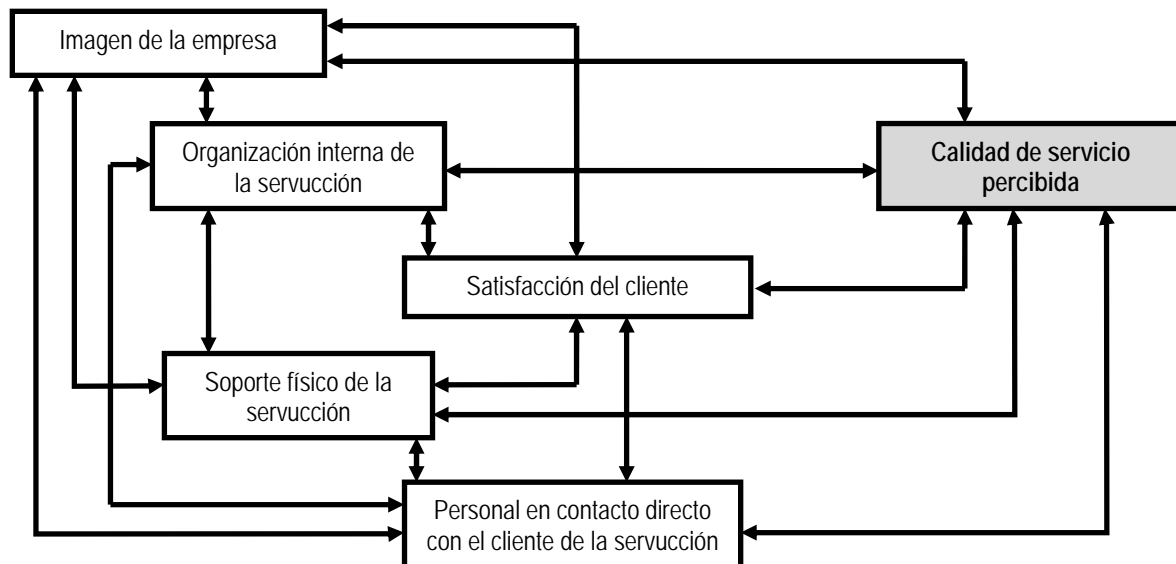 Imagen de la empresa
Organización interna de
la servucción
Calidad de servicio
percibida
Satisfacción del cliente
Soporte físico de la
servucción
Personal en contacto directo
con el cliente de la servucción